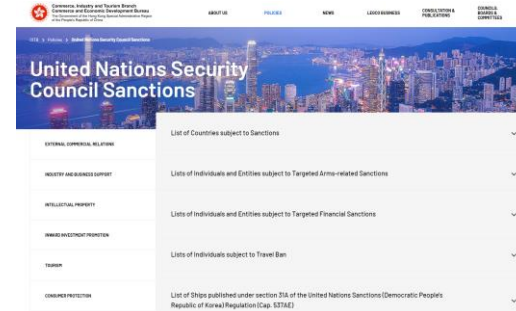 Commerce, Industry and Tourism Branch
Commerce and Economic Development Bureau
The Government of the Hong Kong Special Administrative Region
of the People's Republic of China
ABOUT US
POLICIES
NEWS
LEGCO BUSINESS
CONSULTATION &
PUBLICATIONS
COUNCILS,
BOARDS &
COMMITTEES
> Policies > United Nations Security Council Sanctions
United Nations Security
Council Sanctions
EXTERNAL COMMERCIAL RELATIONS
INDUSTRY AND BUSINESS SUPPORT
INTELLECTUAL PROPERTY
INWARD INVESTMENT PROMOTION
TOURISM
CONSUMER PROTECTION
List of Countries subject to Sanctions
Lists of Individuals and Entities subject to Targeted Arms-related Sanctions
Lists of Individuals and Entities subject to Targeted Financial Sanctions
Lists of Individuals subject to Travel Ban
List of Ships published under section 31A of the United Nations Sanctions (Democratic People's
Republic of Korea) Regulation (Cap. 537AE)